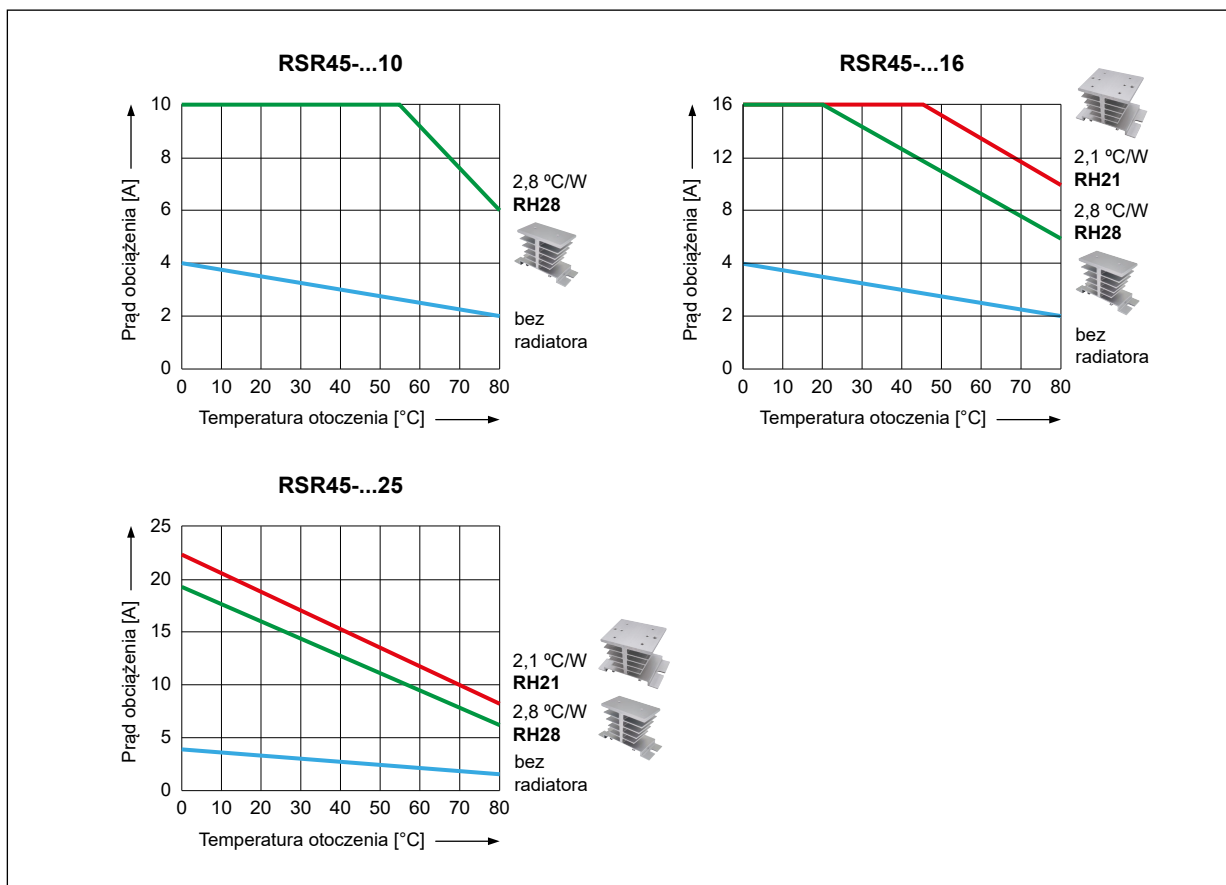 RSR45-...10
Prąd obciążenia [A]
10
8
6
4
2
0
0 10 20 30 40 50 60 70 80
Temperatura otoczenia [°C]
2,8 ºC/W
RH28
bez
radiatora
RSR45-...16
Prąd obciążenia [A]
16
12
8
4
2
0
0 10 20 30 40 50 60 70 80
Temperatura otoczenia [°C]
2,1 ºC/W
RH21
2,8 ºC/W
RH28
bez
radiatora
RSR45-...25
Prąd obciążenia [A]
25
20
15
10
5
0
0 10 20 30 40 50 60 70 80
Temperatura otoczenia [°C]
2,1 ºC/W
RH21
2,8 ºC/W
RH28
bez
radiatora